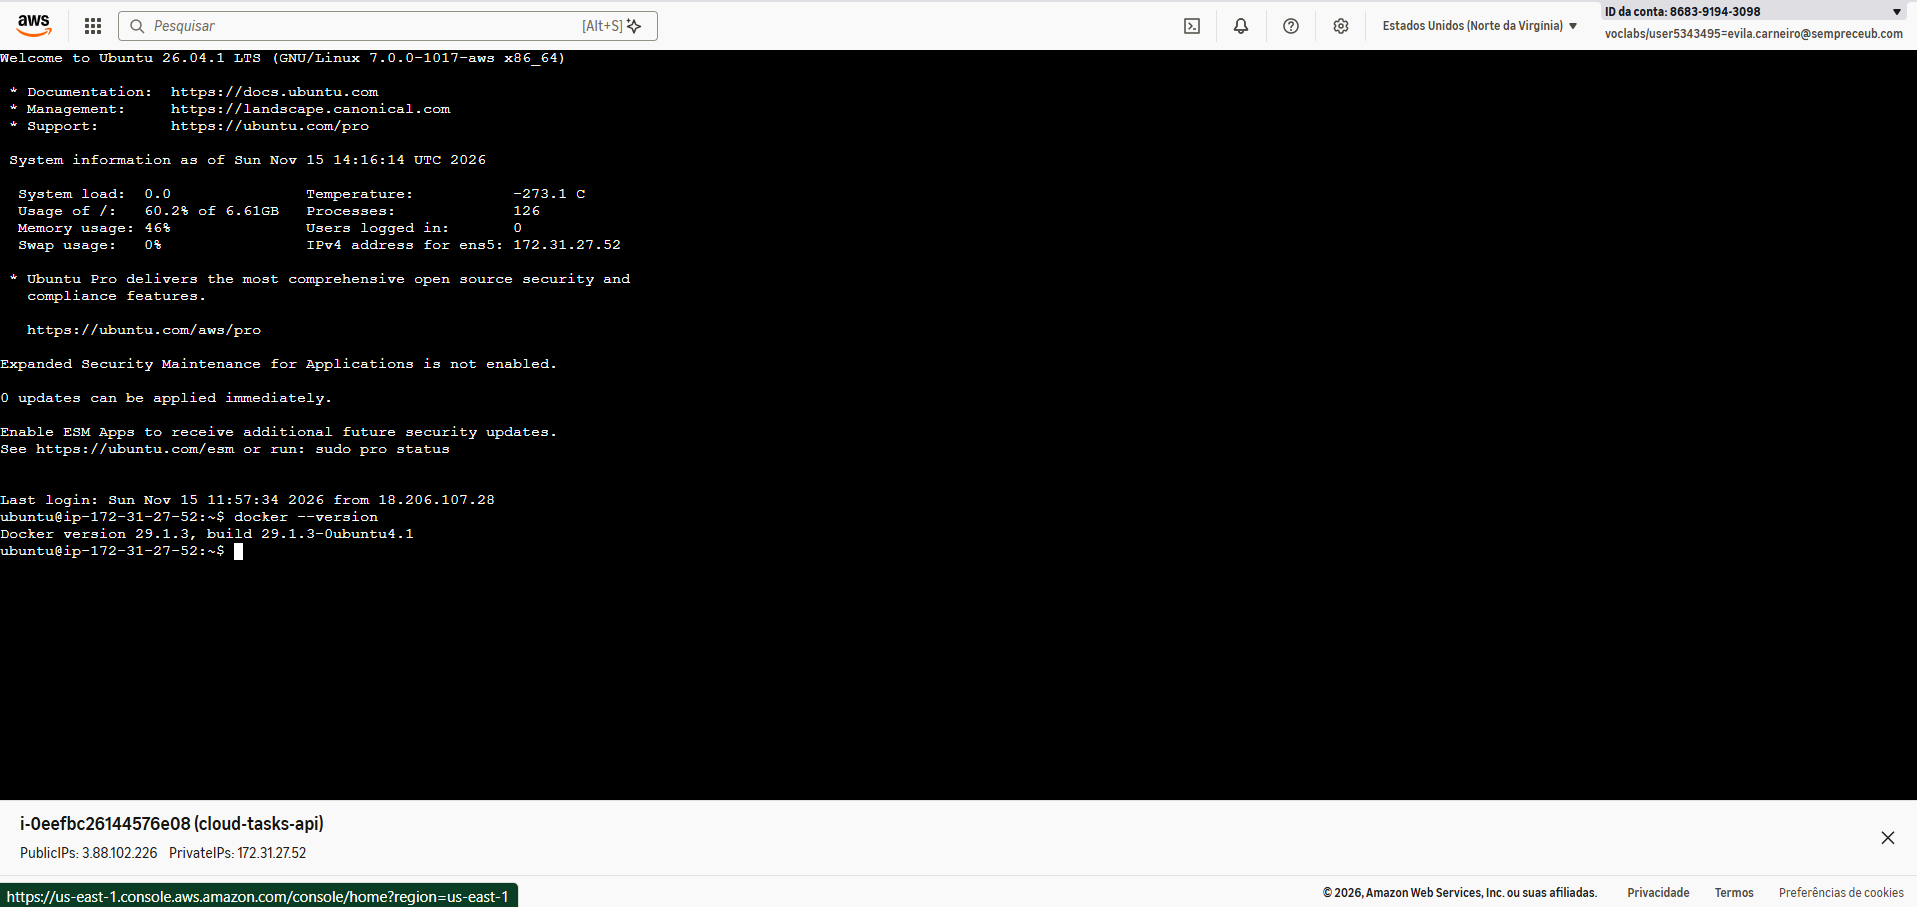 aws
Pesquisar [Alt+S]
Estados Unidos (Norte da Virgínia)
ID da conta: 8683-9194-3098
voclabs/user5343495=evila.carneiro@sempreceub.com
Welcome to Ubuntu 26.04.1 LTS (GNU/Linux 7.0.0-1017-aws x86_64)
* Documentation: https://docs.ubuntu.com
* Management: https://landscape.canonical.com
* Support: https://ubuntu.com/pro
System information as of Sun Nov 15 14:16:14 UTC 2026
System load: 0.0 Temperature: -273.1 C
Usage of /: 60.2% of 6.61GB Processes: 126
Memory usage: 46% Users logged in: 0
Swap usage: 0% IPv4 address for ens5: 172.31.27.52
* Ubuntu Pro delivers the most comprehensive open source security and
compliance features.
https://ubuntu.com/aws/pro
Expanded Security Maintenance for Applications is not enabled.
0 updates can be applied immediately.
Enable ESM Apps to receive additional future security updates.
See https://ubuntu.com/esm or run: sudo pro status
Last login: Sun Nov 15 11:57:34 2026 from 18.206.107.28
ubuntu@ip-172-31-27-52:~$ docker --version
Docker version 29.1.3, build 29.1.3-0ubuntu4.1
ubuntu@ip-172-31-27-52:~$
i-0eefbc26144576e08 (cloud-tasks-api)
PublicIPs: 3.88.102.226 PrivateIPs: 172.31.27.52
https://us-east-1.console.aws.amazon.com/console/home?region=us-east-1
© 2026, Amazon Web Services, Inc. ou suas afiliadas. Privacidade Termos Preferências de cookies